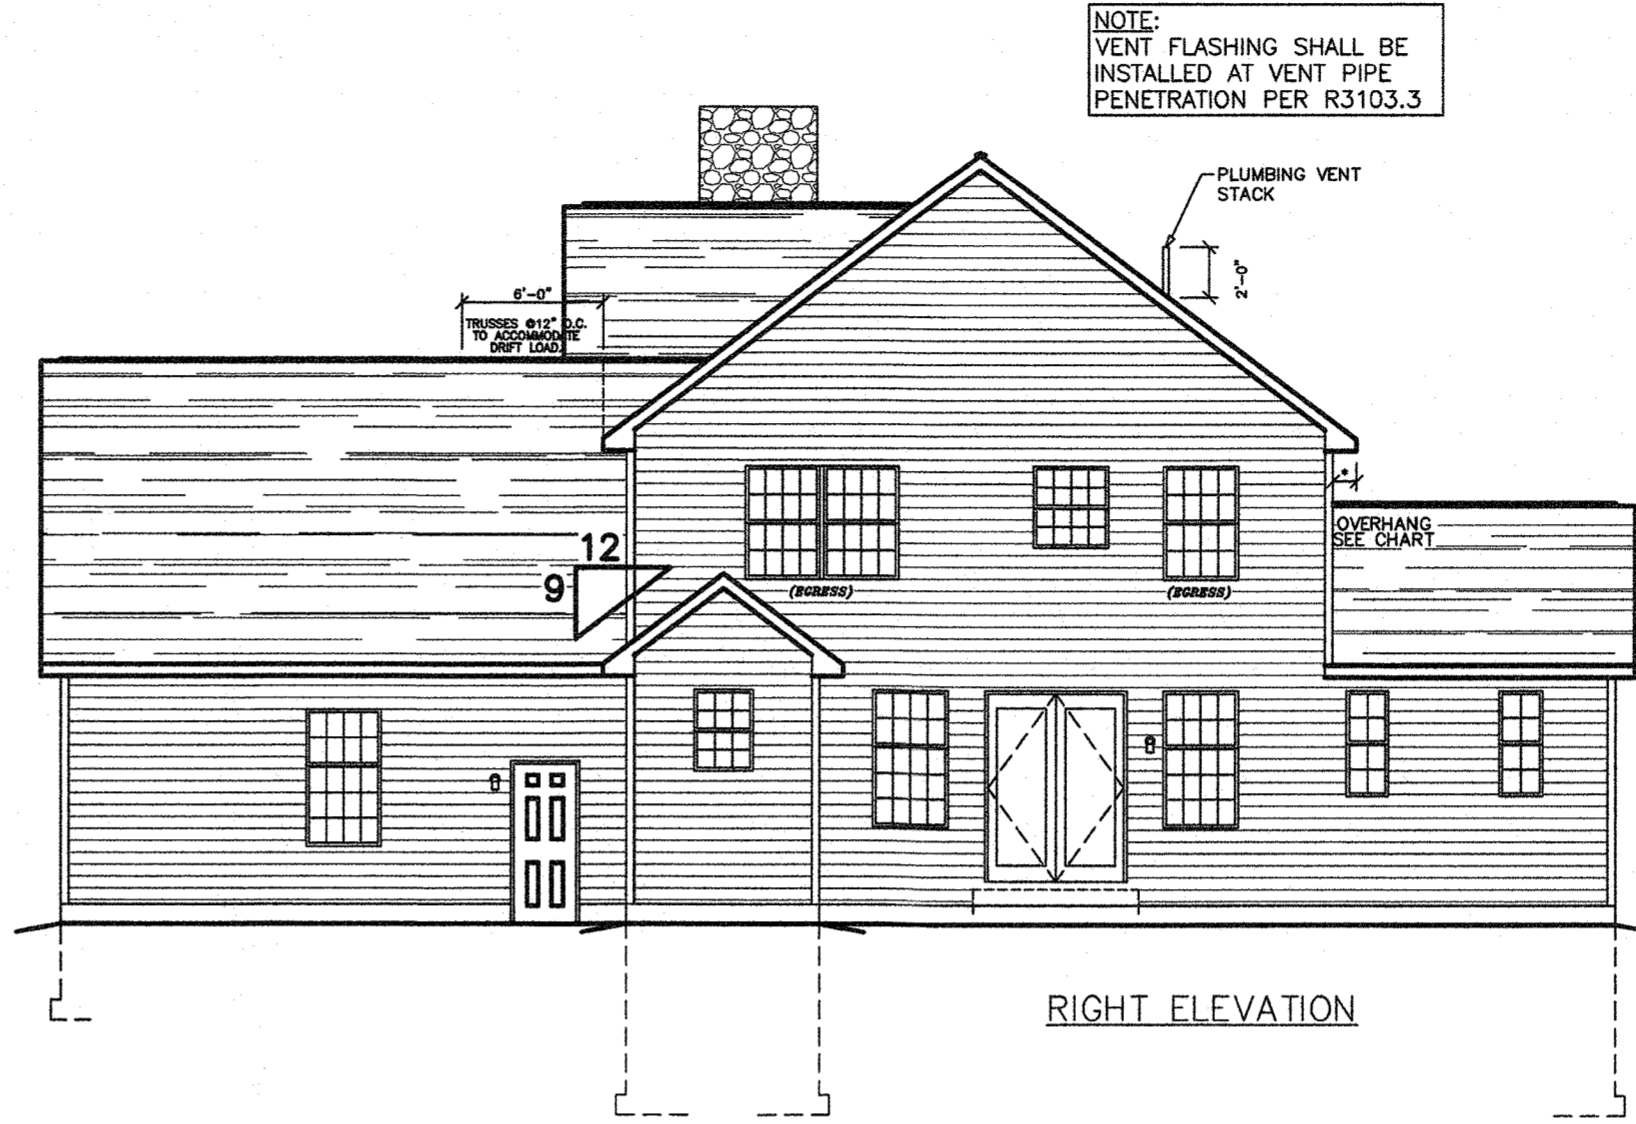 NOTE:
VENT FLASHING SHALL BE
INSTALLED AT VENT PIPE
PENETRATION PER R3103.3
PLUMBING VENT
STACK
2'-0"
6'-0"
TRUSSES @12" O.C.
TO ACCOMMODATE
DRIFT LOAD.
*
OVERHANG
SEE CHART
12
9
(EGRESS)
(EGRESS)
RIGHT ELEVATION